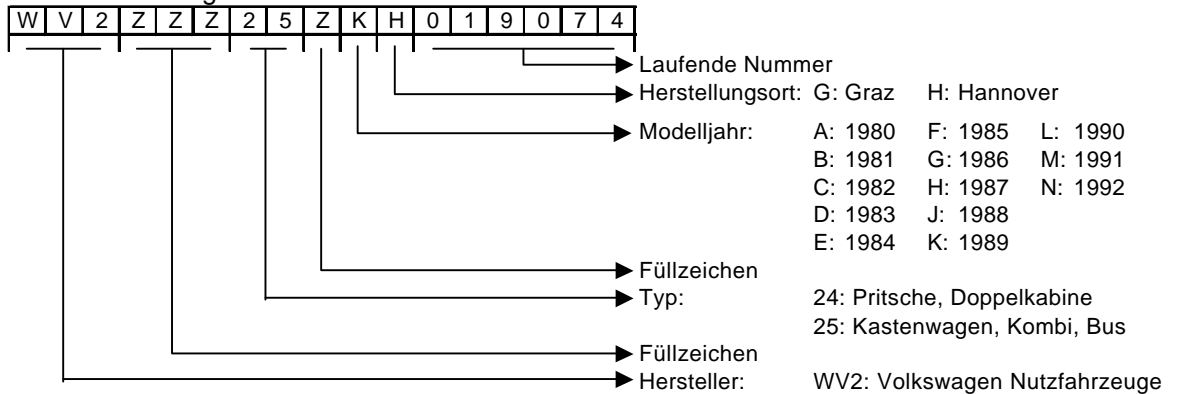 W V 2 Z Z Z 2 5 Z K H 0 1 9 0 7 4
Laufende Nummer
Herstellungsort: G: Graz H: Hannover
Modelljahr: A: 1980 F: 1985 L: 1990
B: 1981 G: 1986 M: 1991
C: 1982 H: 1987 N: 1992
D: 1983 J: 1988
E: 1984 K: 1989
Füllzeichen
Typ: 24: Pritsche, Doppelkabine
25: Kastenwagen, Kombi, Bus
Füllzeichen
Hersteller: WV2: Volkswagen Nutzfahrzeuge